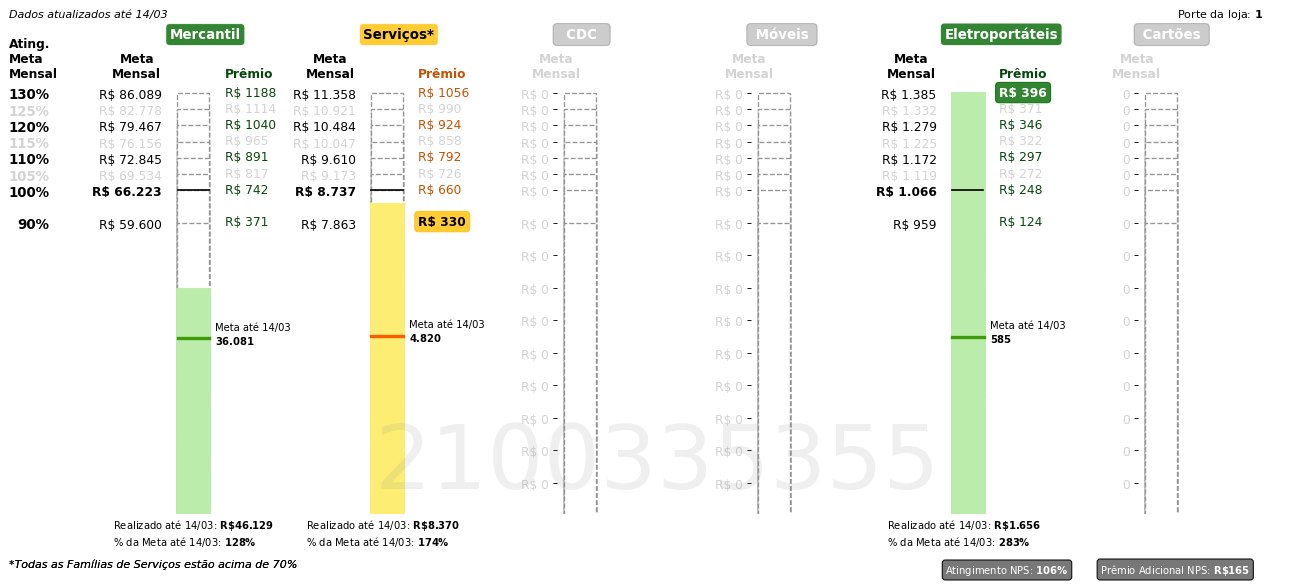 Dados atualizados até 14/03
Porte da loja: 1
Mercantil Serviços* CDC Móveis Eletroportáteis Cartões
Ating.
Meta Meta Meta Meta Meta Meta Meta
Mensal Mensal Prêmio Mensal Prêmio Mensal Mensal Mensal Prêmio Mensal
130% R$ 86.089 R$ 1188 R$ 11.358 R$ 1056 R$ 0 R$ 0 R$ 1.385 R$ 396 0
125% R$ 82.778 R$ 1114 R$ 10.921 R$ 990 R$ 0 R$ 0 R$ 1.332 R$ 371 0
120% R$ 79.467 R$ 1040 R$ 10.484 R$ 924 R$ 0 R$ 0 R$ 1.279 R$ 346 0
115% R$ 76.156 R$ 965 R$ 10.047 R$ 858 R$ 0 R$ 0 R$ 1.225 R$ 322 0
110% R$ 72.845 R$ 891 R$ 9.610 R$ 792 R$ 0 R$ 0 R$ 1.172 R$ 297 0
105% R$ 69.534 R$ 817 R$ 9.173 R$ 726 R$ 0 R$ 0 R$ 1.119 R$ 272 0
100% R$ 66.223 R$ 742 R$ 8.737 R$ 660 R$ 0 R$ 0 R$ 1.066 R$ 248 0
90% R$ 59.600 R$ 371 R$ 7.863 R$ 330 R$ 0 R$ 0 R$ 959 R$ 124 0
R$ 0 R$ 0 0
R$ 0 R$ 0 0
R$ 0 R$ 0 0
Meta até 14/03 Meta até 14/03 Meta até 14/03
36.081 4.820 585
R$ 0 R$ 0 0
R$ 0 R$ 0 0
R$ 0 R$ 0 0
R$ 0 R$ 0 0
2100335355
R$ 0 R$ 0 0
Realizado até 14/03: R$46.129 Realizado até 14/03: R$8.370 Realizado até 14/03: R$1.656
% da Meta até 14/03: 128% % da Meta até 14/03: 174% % da Meta até 14/03: 283%
*Todas as Famílias de Serviços estão acima de 70%
Atingimento NPS: 106% Prêmio Adicional NPS: R$165